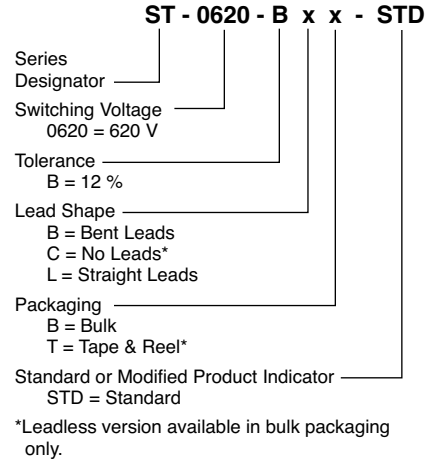 ST - 0620 - B x x - STD
Series
Designator
Switching Voltage
0620 = 620 V
Tolerance
B = 12 %
Lead Shape
B = Bent Leads
C = No Leads*
L = Straight Leads
Packaging
B = Bulk
T = Tape & Reel*
Standard or Modified Product Indicator
STD = Standard
*Leadless version available in bulk packaging
only.